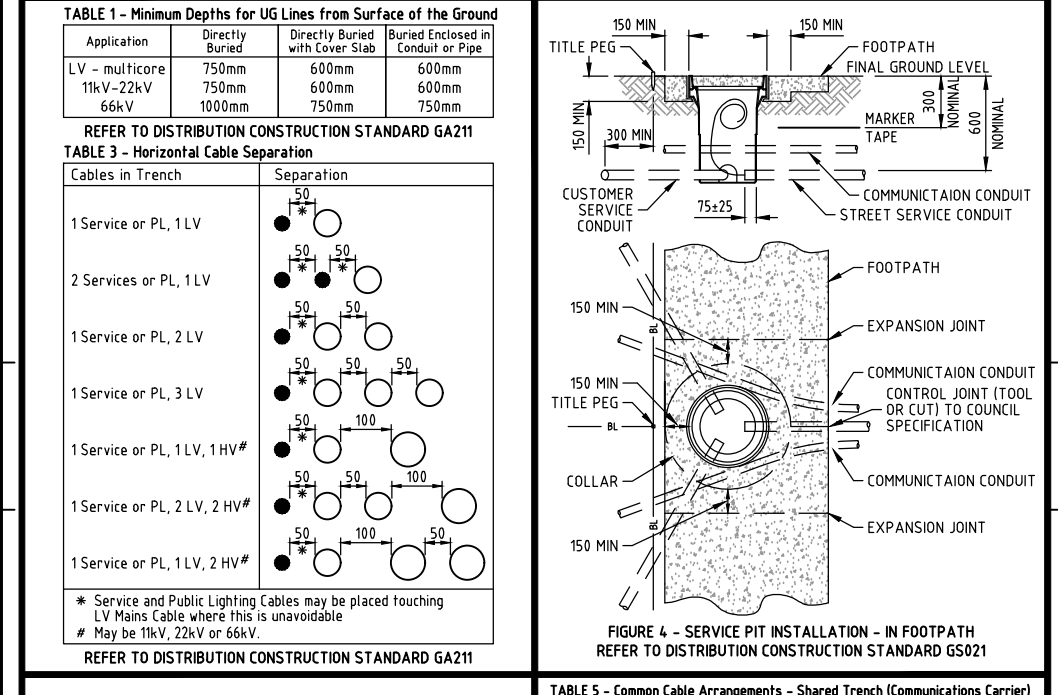 TABLE 1 - Minimum Depths for UG Lines from Surface of the Ground
Application
Directly
Buried
Directly Buried
with Cover Slab
Buried Enclosed in
Conduit or Pipe
LV - multicore 750mm 600mm 600mm
11kV-22kV 750mm 600mm 600mm
66kV 1000mm 750mm 750mm
REFER TO DISTRIBUTION CONSTRUCTION STANDARD GA211
TABLE 3 - Horizontal Cable Separation
Cables in Trench Separation
50
*
1 Service or PL, 1 LV
50 50
* *
2 Services or PL, 1 LV
50 50
*
1 Service or PL, 2 LV
50 50 50
*
1 Service or PL, 3 LV
50 100
*
1 Service or PL, 1 LV, 1 HV#
50 50 100
*
1 Service or PL, 2 LV, 2 HV#
50 100 50
*
1 Service or PL, 1 LV, 2 HV#
* Service and Public Lighting Cables may be placed touching
LV Mains Cable where this is unavoidable
# May be 11kV, 22kV or 66kV.
REFER TO DISTRIBUTION CONSTRUCTION STANDARD GA211
150 MIN 150 MIN
TITLE PEG
FOOTPATH
FINAL GROUND LEVEL
150 MIN
300
NOMINAL
600
NOMINAL
MARKER
TAPE
300 MIN
CUSTOMER
SERVICE
CONDUIT
75±25
COMMUNICTAION CONDUIT
STREET SERVICE CONDUIT
FOOTPATH
150 MIN
BL
EXPANSION JOINT
COMMUNICTAION CONDUIT
150 MIN
TITLE PEG
BL
CONTROL JOINT (TOOL
OR CUT) TO COUNCIL
SPECIFICATION
COLLAR
COMMUNICTAION CONDUIT
BL
EXPANSION JOINT
150 MIN
FIGURE 4 - SERVICE PIT INSTALLATION - IN FOOTPATH
REFER TO DISTRIBUTION CONSTRUCTION STANDARD GS021
TABLE 5 - Common Cable Arrangements - Shared Trench (Communications Carrier)